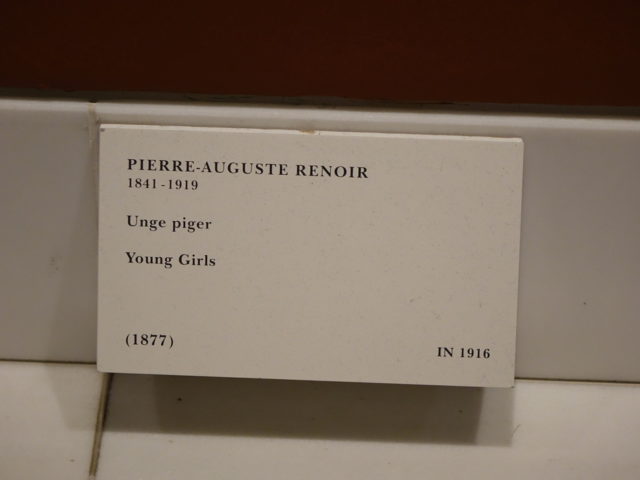 PIERRE-AUGUSTE RENOIR
1841-1919
Unge piger
Young Girls
(1877)
IN 1916